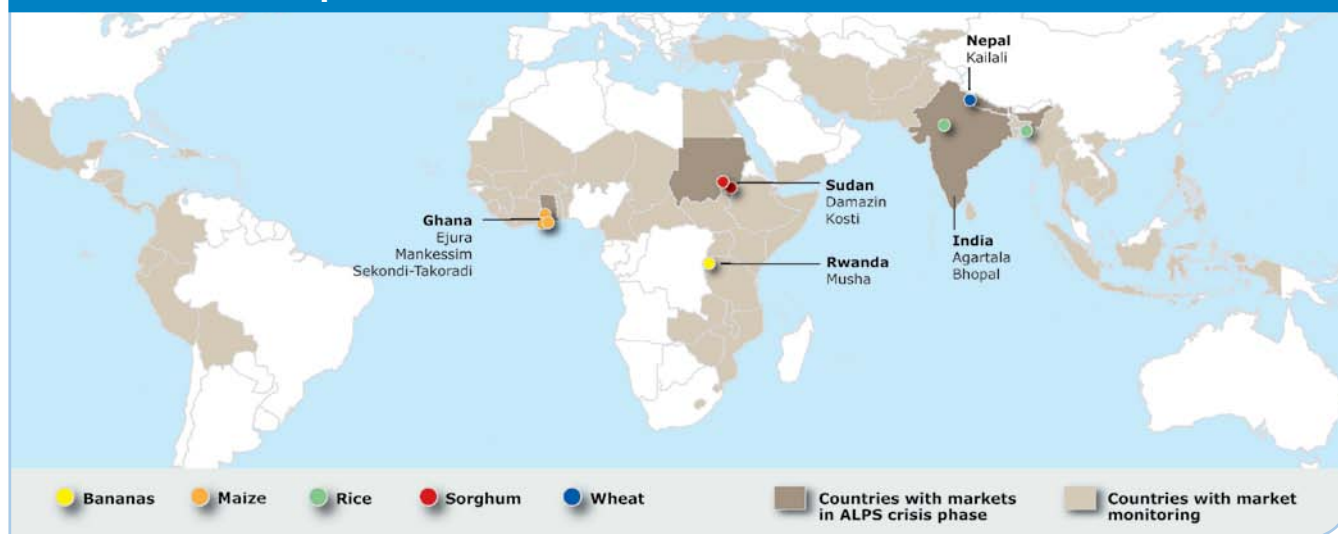 Nepal
Kailali
Ghana
Ejura
Mankessim
Sekondi-Takoradi
Sudan
Damazin
Kosti
Rwanda
Musha
India
Agartala
Bhopal
Bananas
Maize
Rice
Sorghum
Wheat
Countries with markets
in ALPS crisis phase
Countries with market
monitoring